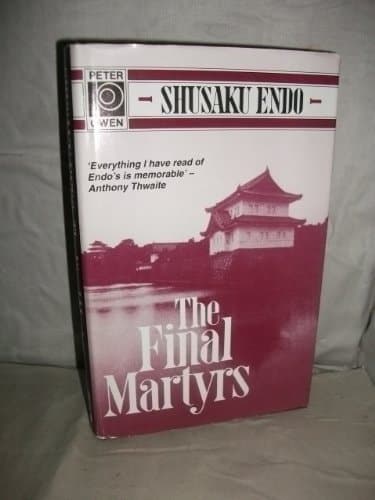 PETER
OWEN
SHUSAKU ENDO
'Everything I have read of
Endo's is memorable' –
Anthony Thwaite
The
Final
Martyrs